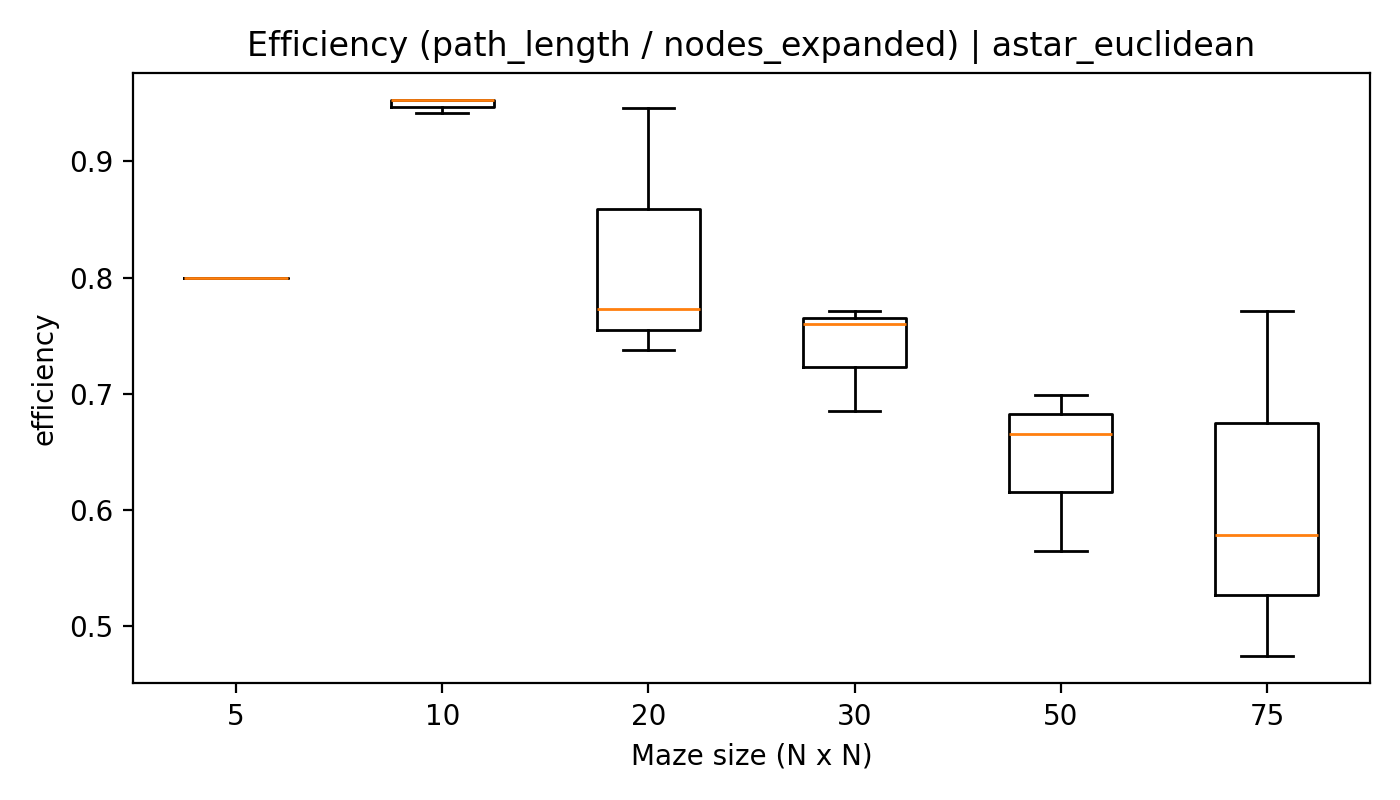 Efficiency (path_length / nodes_expanded) | astar_euclidean
efficiency
0.9
0.8
0.7
0.6
0.5
5 10 20 30 50 75
Maze size (N x N)